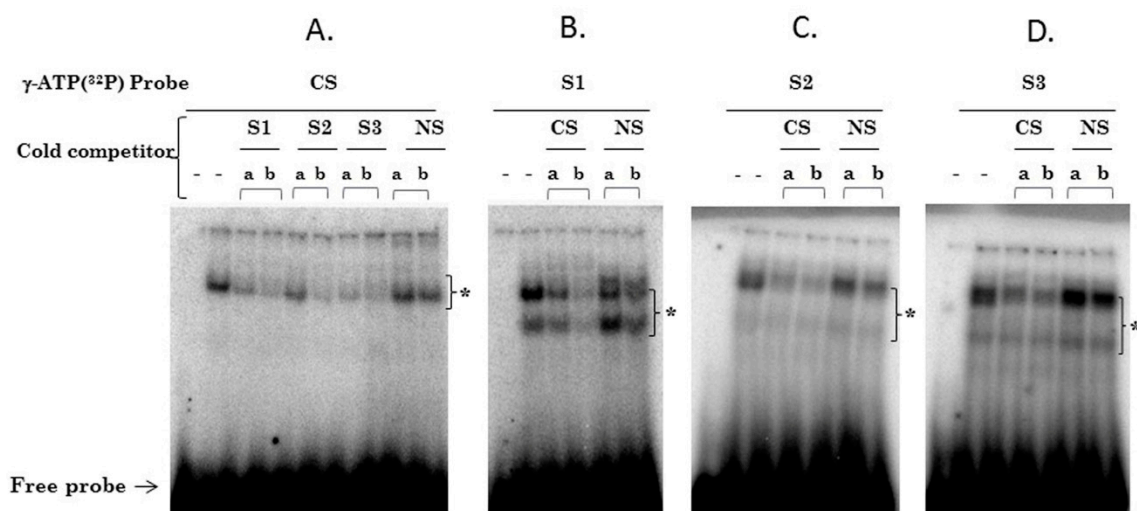 A. B. C. D.
γ-ATP(³²P) Probe CS S1 S2 S3
Cold competitor S1 S2 S3 NS CS NS CS NS CS NS
- - a b a b a b a b - - a b a b - - a b a b - - a b a b
* * * *
Free probe →